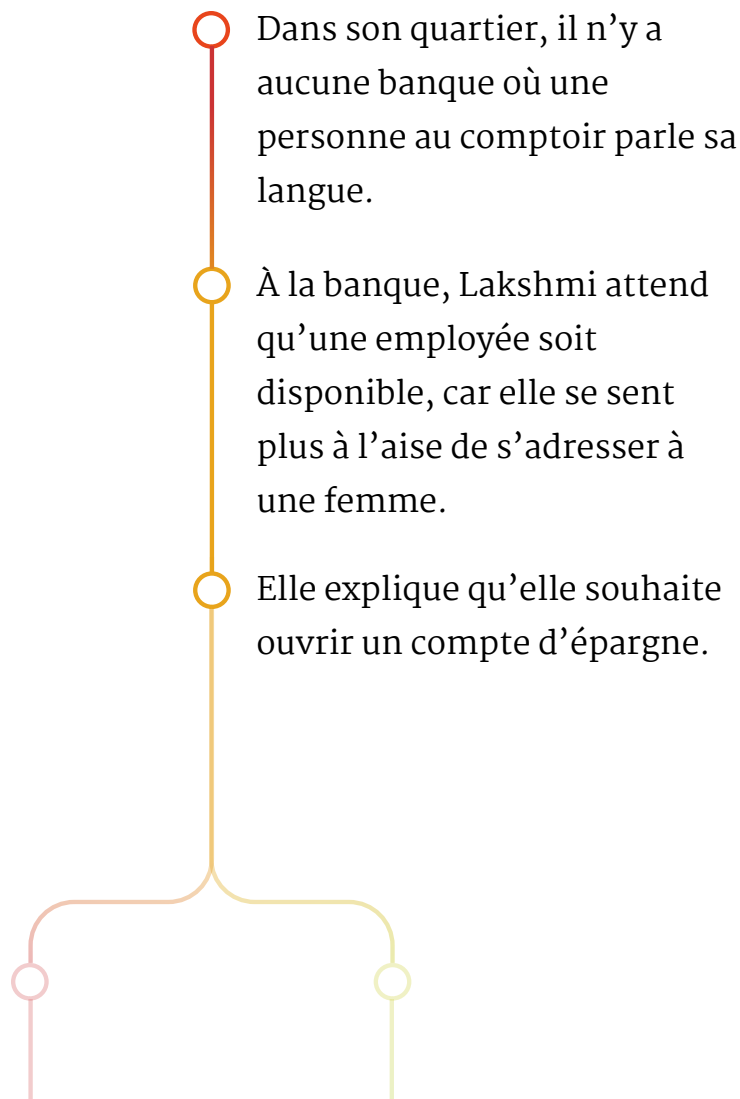 Dans son quartier, il n’y a
aucune banque où une
personne au comptoir parle sa
langue.
À la banque, Lakshmi attend
qu’une employée soit
disponible, car elle se sent
plus à l’aise de s’adresser à
une femme.
Elle explique qu’elle souhaite
ouvrir un compte d’épargne.